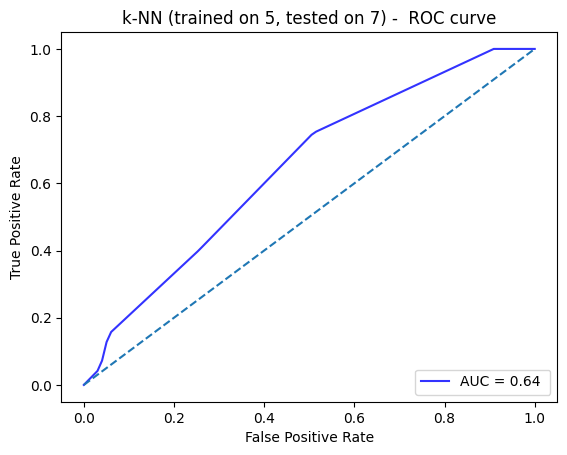 k-NN (trained on 5, tested on 7) -  ROC curve
True Positive Rate
1.0
0.8
0.6
0.4
0.2
0.0
AUC = 0.64
0.0 0.2 0.4 0.6 0.8 1.0
False Positive Rate